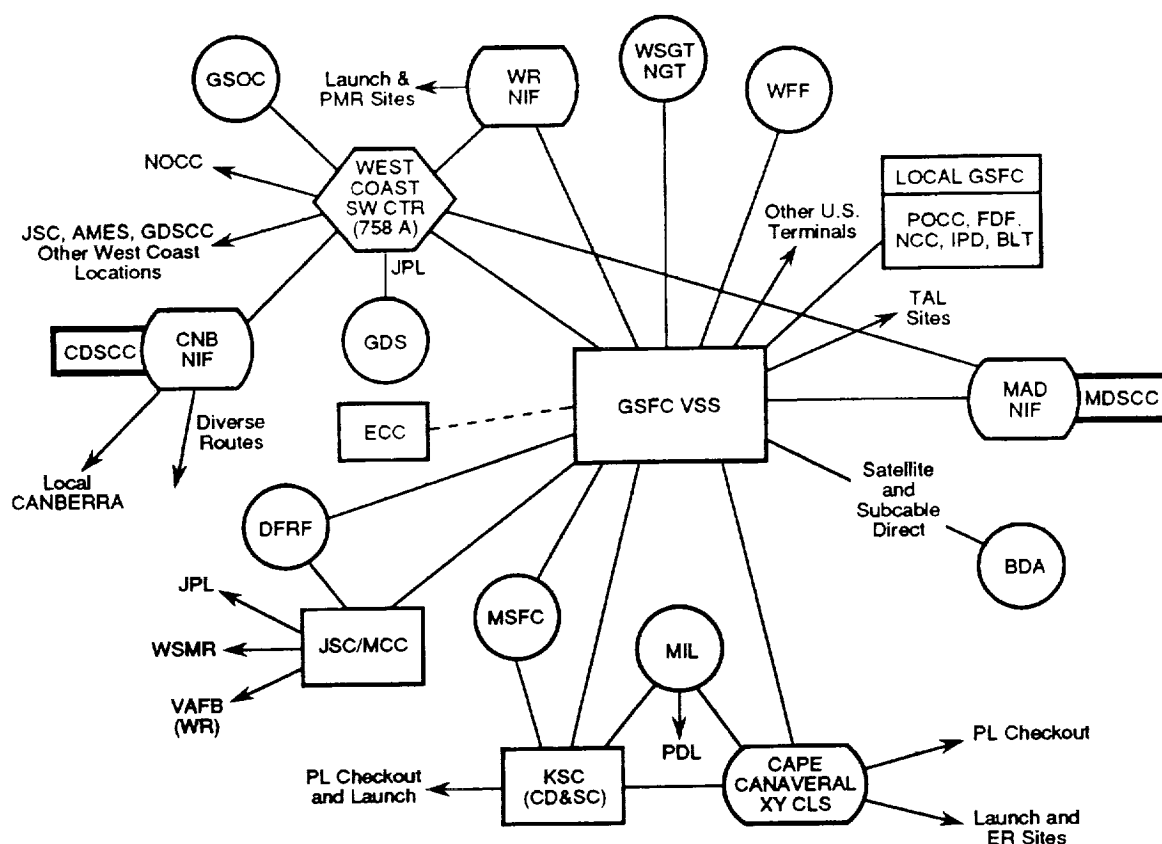 GSOC
Launch &
PMR Sites
WR
NIF
WSGT
NGT
WFF
NOCC
WEST
COAST
SW CTR
(758 A)
LOCAL GSFC
POCC, FDF,
NCC, IPD, BLT
Other U.S.
Terminals
JSC, AMES, GDSCC
Other West Coast
Locations
JPL
TAL
Sites
CDSCC
CNB
NIF
GDS
GSFC VSS
MAD
NIF
MDSCC
ECC
Diverse
Routes
Local
CANBERRA
Satellite
and
Subcable
Direct
DFRF
BDA
JPL
WSMR
VAFB
(WR)
JSC/MCC
MSFC
MIL
PDL
PL Checkout
and Launch
KSC
(CD&SC)
CAPE
CANAVERAL
XY CLS
PL Checkout
Launch and
ER Sites